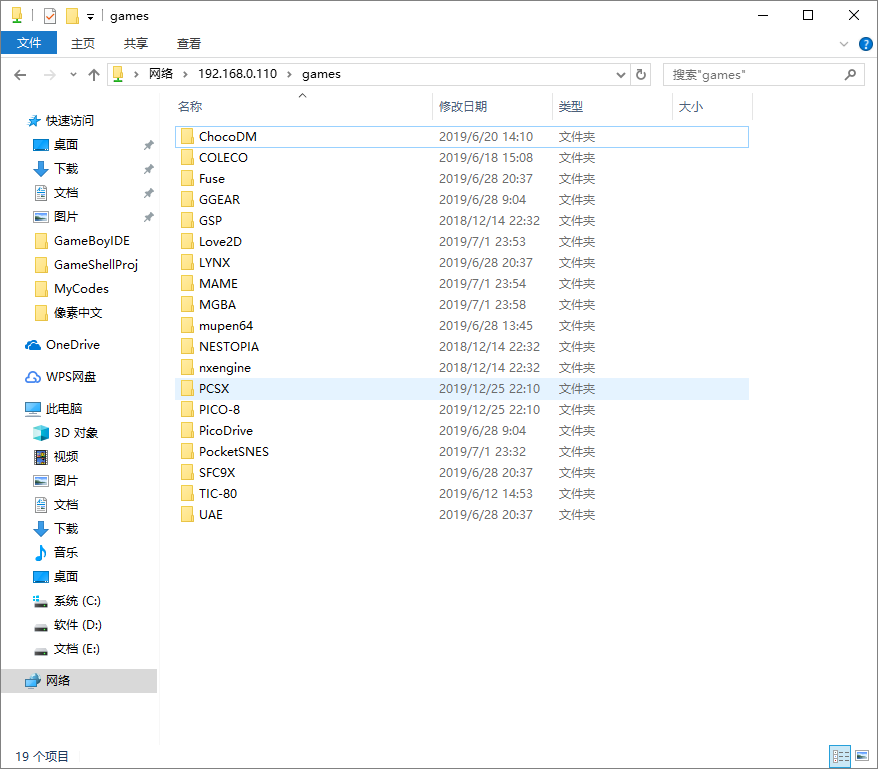 games
文件 主页 共享 查看
网络 192.168.0.110 games 搜索"games"
快速访问
桌面
下载
文档
图片
GameBoyIDE
GameShellProj
MyCodes
像素中文
OneDrive
WPS网盘
此电脑
3D 对象
视频
图片
文档
下载
音乐
桌面
系统 (C:)
软件 (D:)
文档 (E:)
网络
名称 修改日期 类型 大小
ChocoDM 2019/6/20 14:10 文件夹
COLECO 2019/6/18 15:08 文件夹
Fuse 2019/6/28 20:37 文件夹
GGEAR 2019/6/28 9:04 文件夹
GSP 2018/12/14 22:32 文件夹
Love2D 2019/7/1 23:53 文件夹
LYNX 2019/6/28 20:37 文件夹
MAME 2019/7/1 23:54 文件夹
MGBA 2019/7/1 23:58 文件夹
mupen64 2019/6/28 13:45 文件夹
NESTOPIA 2018/12/14 22:32 文件夹
nxengine 2018/12/14 22:32 文件夹
PCSX 2019/12/25 22:10 文件夹
PICO-8 2019/12/25 22:10 文件夹
PicoDrive 2019/6/28 9:04 文件夹
PocketSNES 2019/7/1 23:32 文件夹
SFC9X 2019/6/28 20:37 文件夹
TIC-80 2019/6/12 14:53 文件夹
UAE 2019/6/28 20:37 文件夹
19 个项目